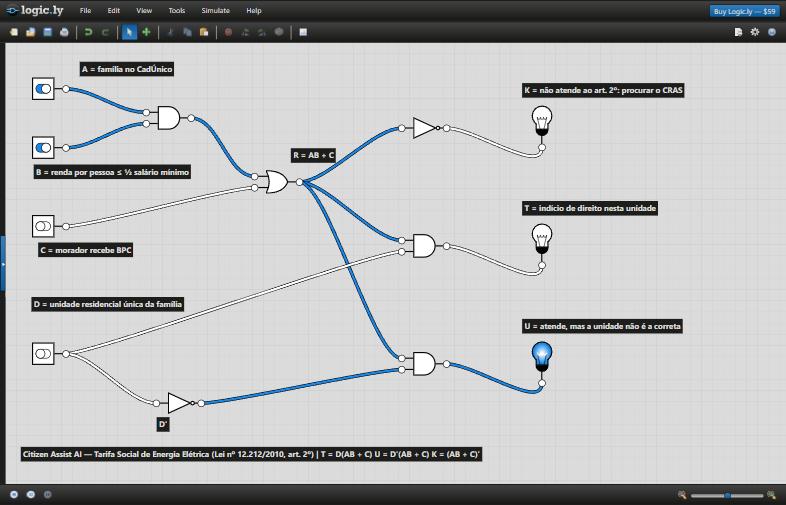 logic.ly
File Edit View Tools Simulate Help
Buy Logic.ly — $59
A = família no CadÚnico
K = não atende ao art. 2º: procurar o CRAS
R = AB + C
B = renda por pessoa ≤ ½ salário mínimo
T = indício de direito nesta unidade
C = morador recebe BPC
D = unidade residencial única da família
U = atende, mas a unidade não é a correta
D'
Citizen Assist AI — Tarifa Social de Energia Elétrica (Lei nº 12.212/2010, art. 2º) | T = D(AB + C) U = D'(AB + C) K = (AB + C)'